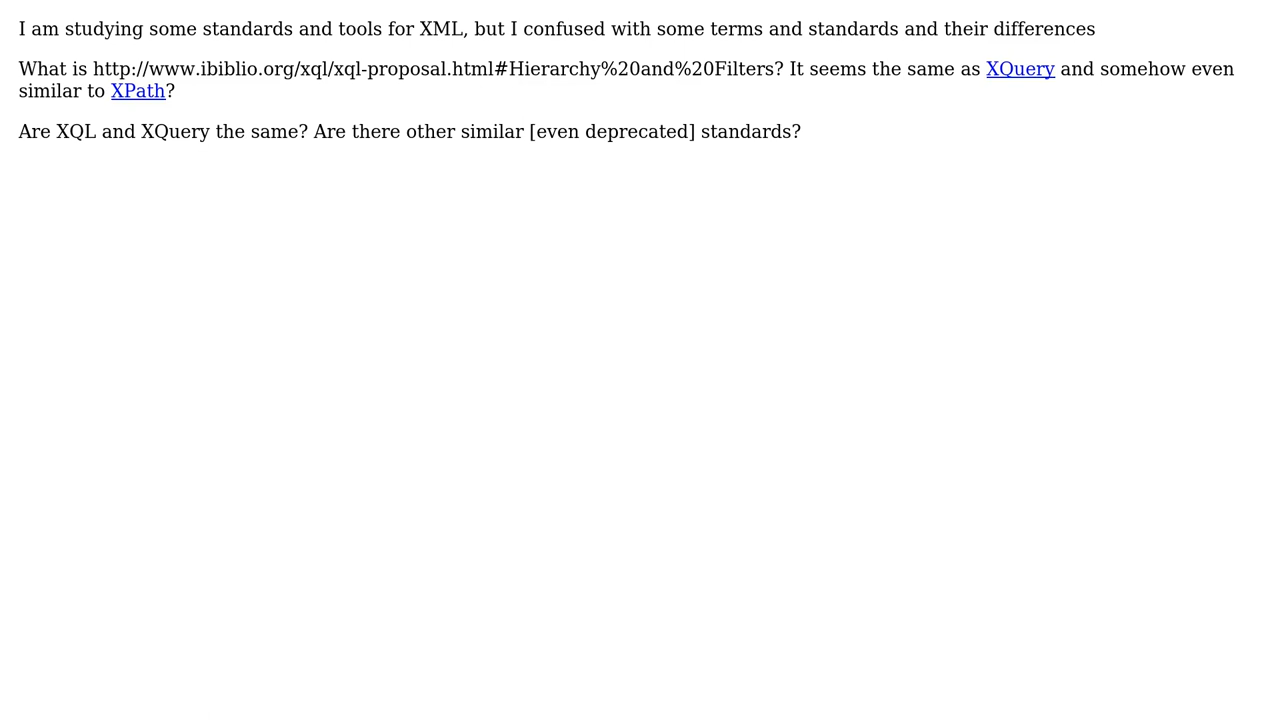 I am studying some standards and tools for XML, but I confused with some terms and standards and their differences
What is http://www.ibiblio.org/xql/xql-proposal.html#Hierarchy%20and%20Filters? It seems the same as XQuery and somehow even
similar to XPath?
Are XQL and XQuery the same? Are there other similar [even deprecated] standards?